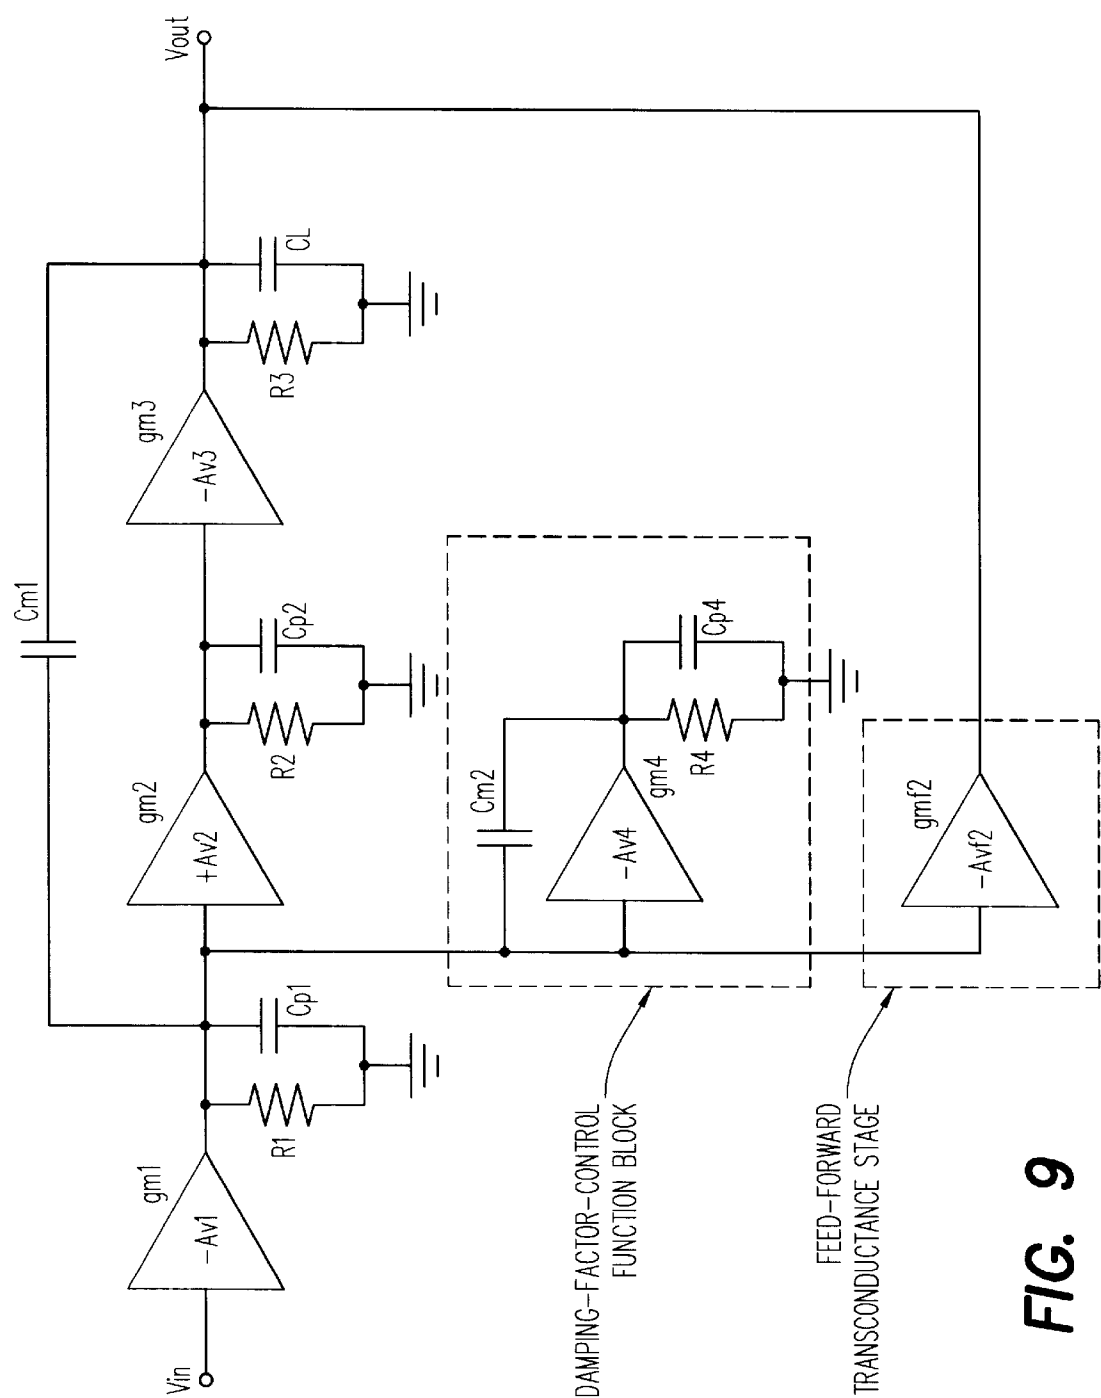 Cm1
Vin
gm1
-Av1
R1
Cp1
gm2
+Av2
R2
Cp2
gm3
-Av3
R3
CL
Vout
DAMPING-FACTOR-CONTROL
FUNCTION BLOCK
Cm2
-Av4
gm4
R4
Cp4
FEED-FORWARD
TRANSCONDUCTANCE STAGE
gmf2
-Avf2
FIG. 9